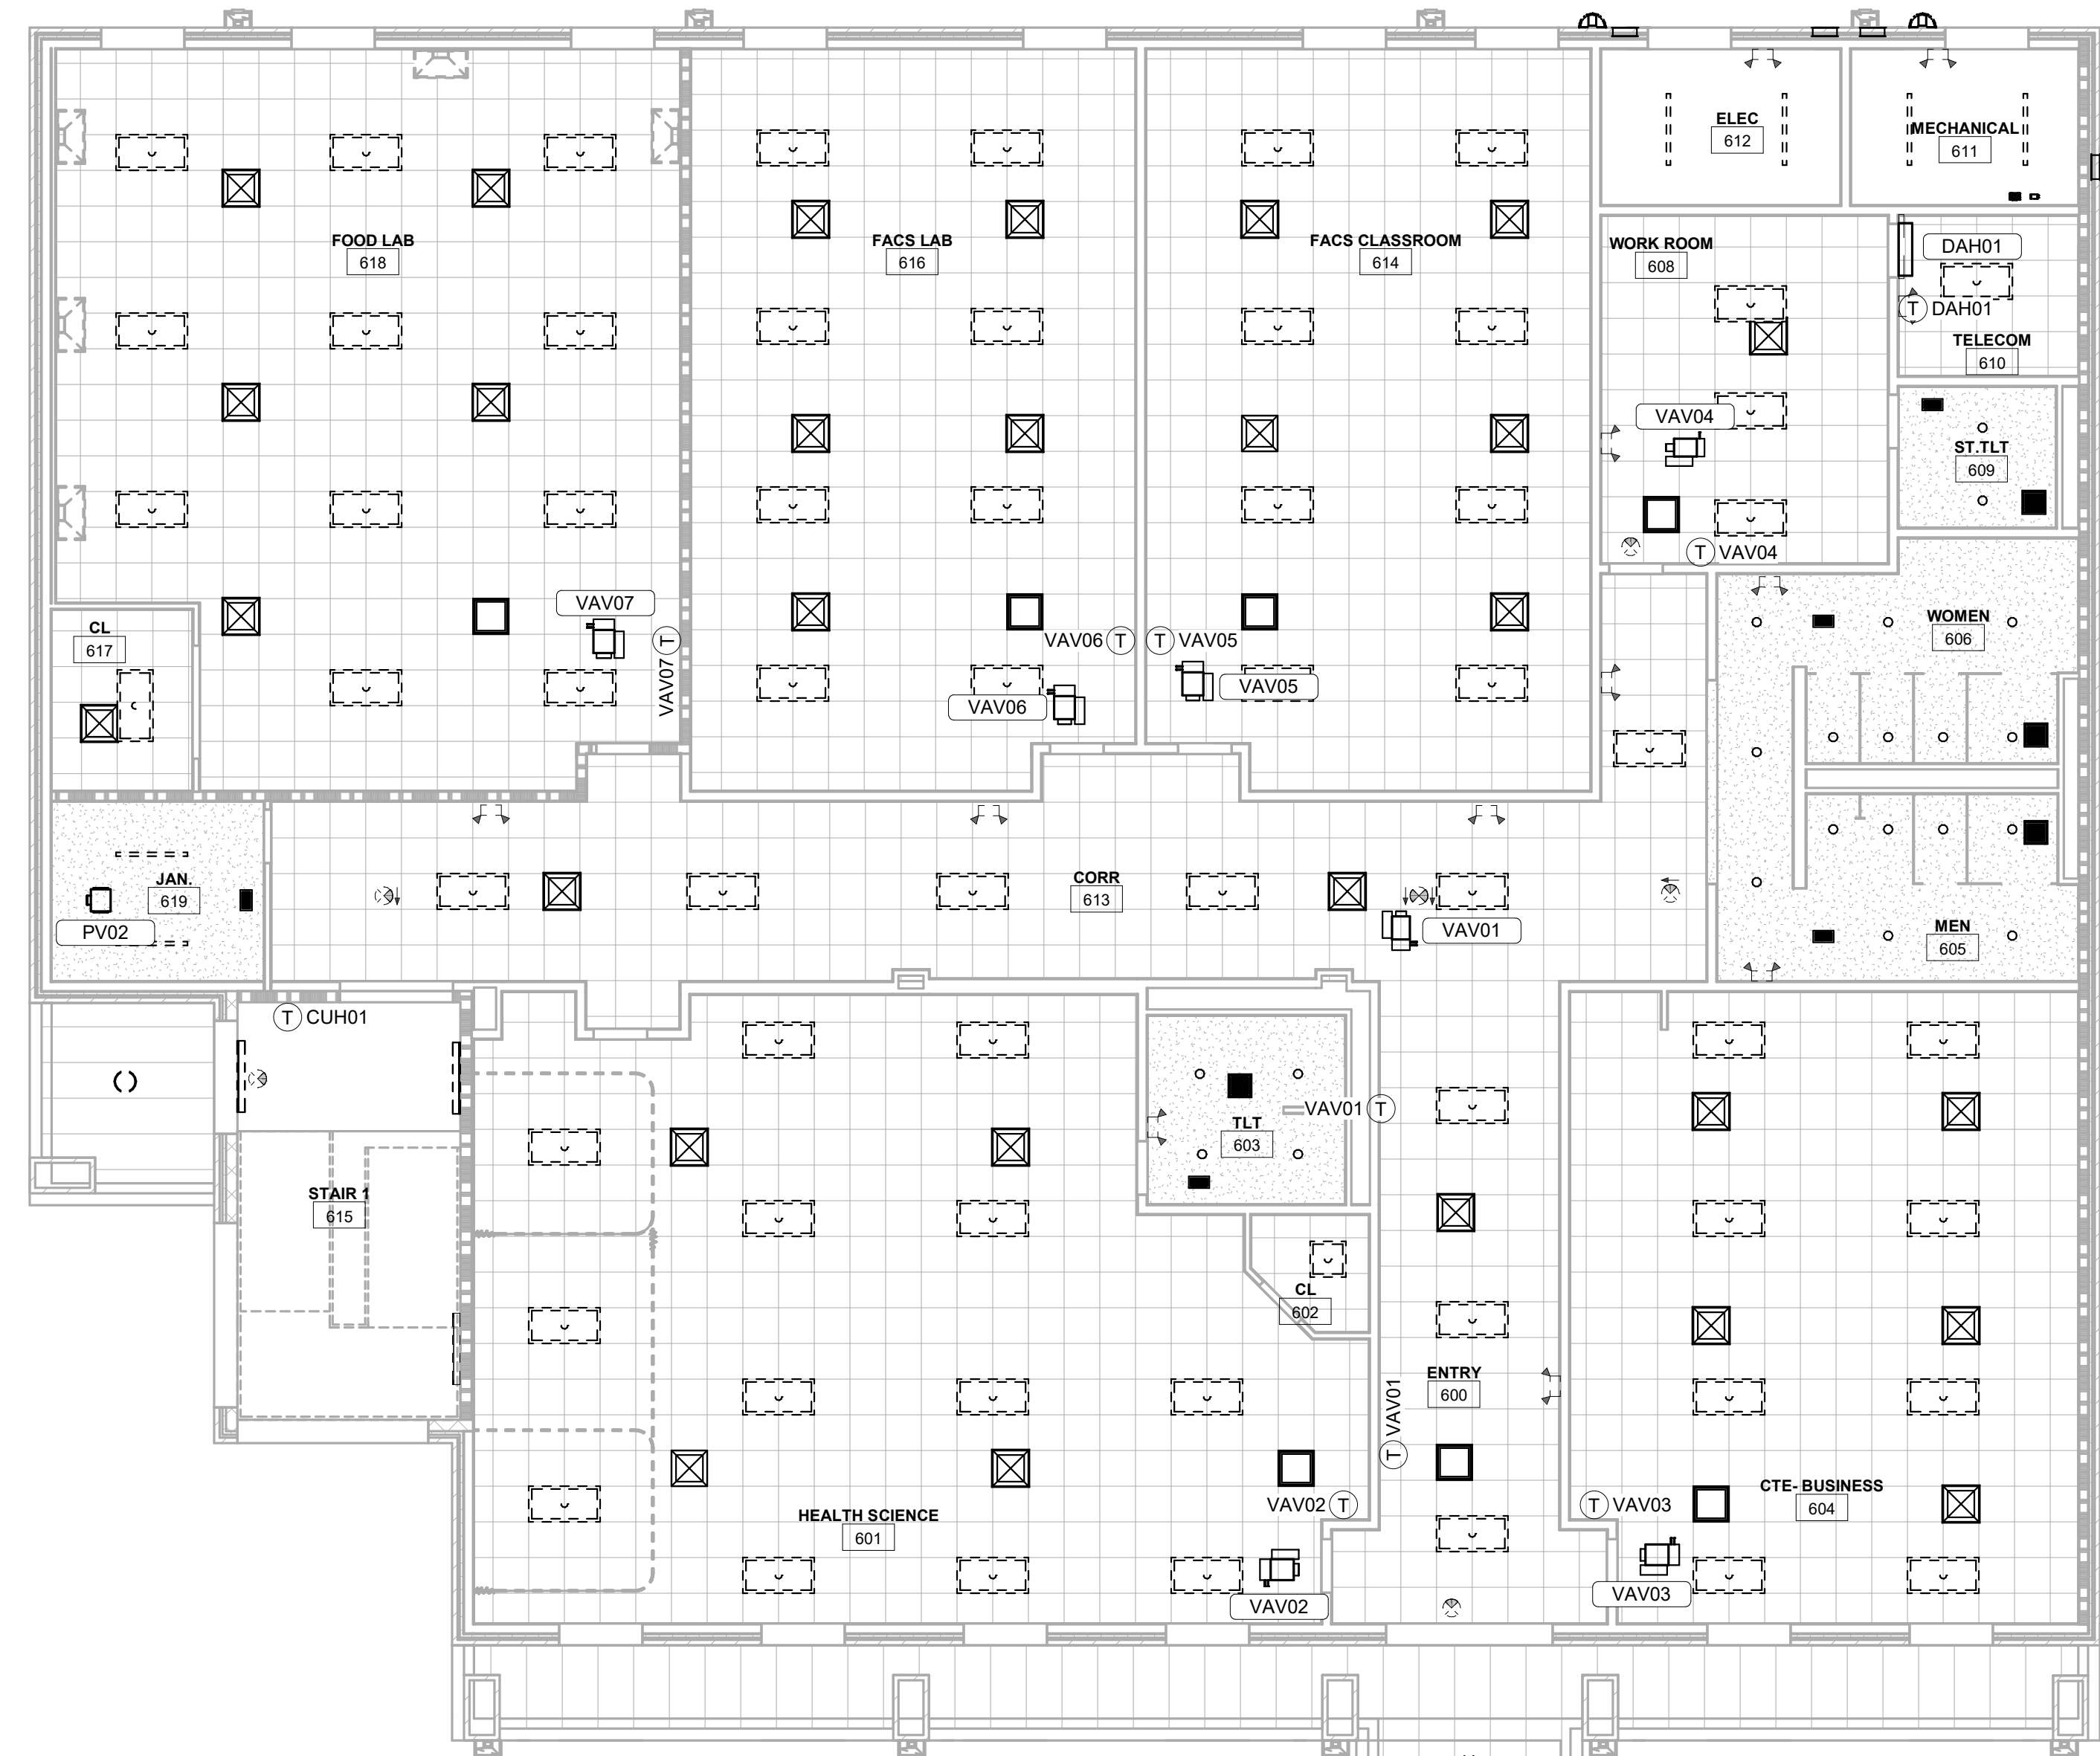 ELEC
612
MECHANICAL
611
FOOD LAB
618
FACS LAB
616
FACS CLASSROOM
614
WORK ROOM
608
DAH01
T DAH01
TELECOM
610
VAV04
ST.TLT
609
T VAV04
VAV07
T
VAV07
VAV06 T
T VAV05
CL
617
WOMEN
606
VAV06
VAV05
JAN.
619
PV02
CORR
613
VAV01
MEN
605
T CUH01
VAV01 T
TLT
603
STAIR 1
615
CL
602
ENTRY
600
T VAV01
HEALTH SCIENCE
601
VAV02 T
T VAV03
CTE- BUSINESS
604
VAV02
VAV03